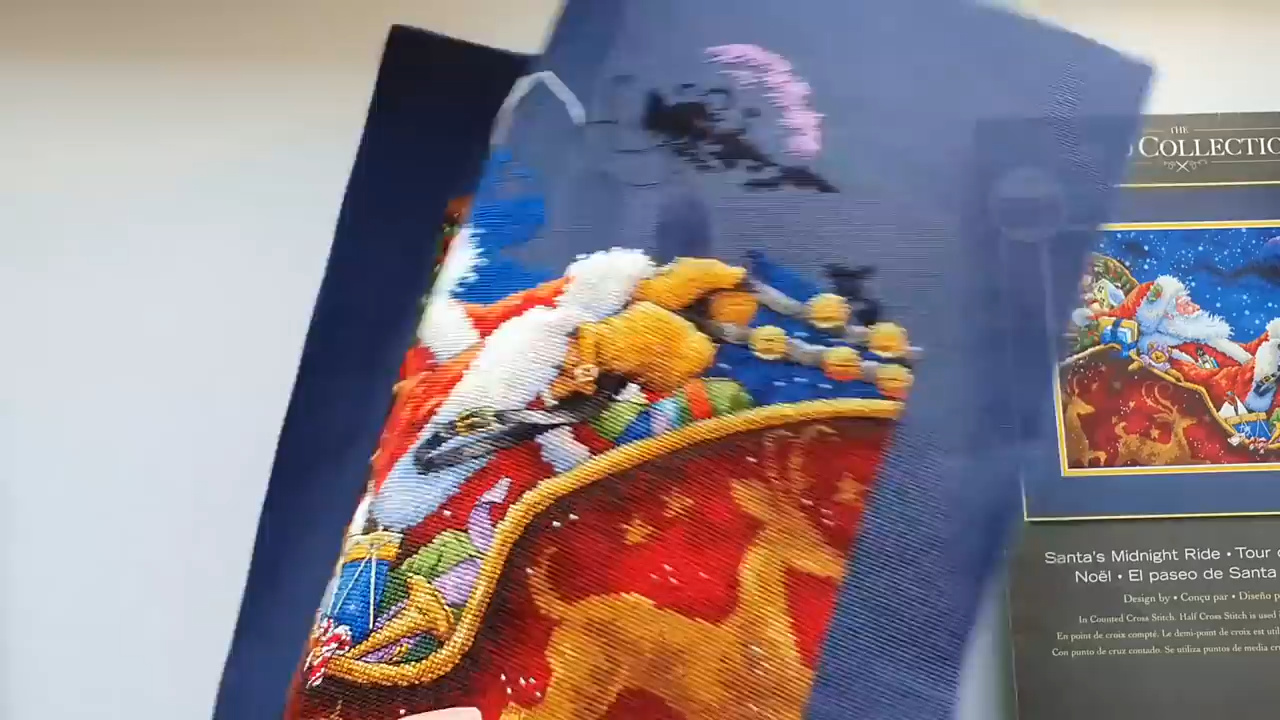 THE
COLLECTIO
Santa's Midnight Ride • Tour
Noël • El paseo de Santa
Design by • Conçu par • Diseño p
In Counted Cross Stitch. Half Cross Stitch is used
En point de croix compté. Le demi-point de croix est util
Con punto de cruz contado. Se utiliza puntos de media cr